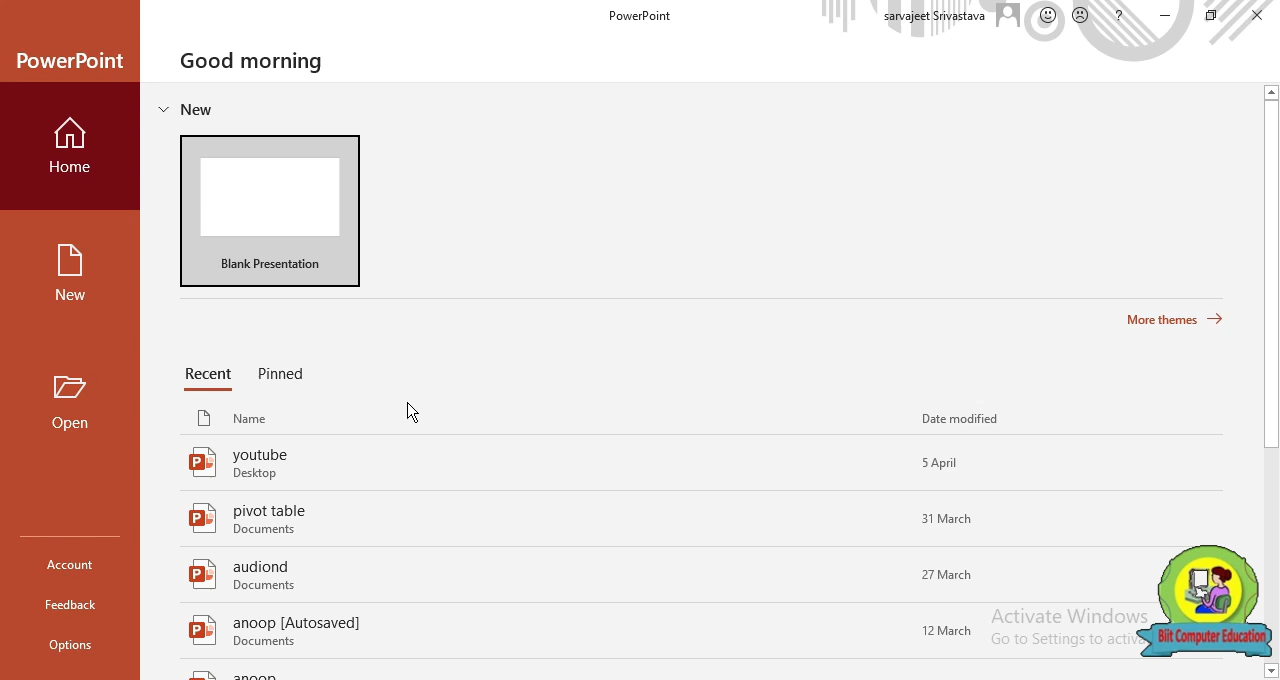 PowerPoint
sarvajeet Srivastava
?
PowerPoint
Good morning
Home
New
Open
Account
Feedback
Options
New
Blank Presentation
More themes
Recent
Pinned
Name
Date modified
youtube
Desktop
5 April
pivot table
Documents
31 March
audiond
Documents
27 March
anoop [Autosaved]
Documents
12 March
anoop
Activate Windows
Go to Settings to activa
Biit Computer Education